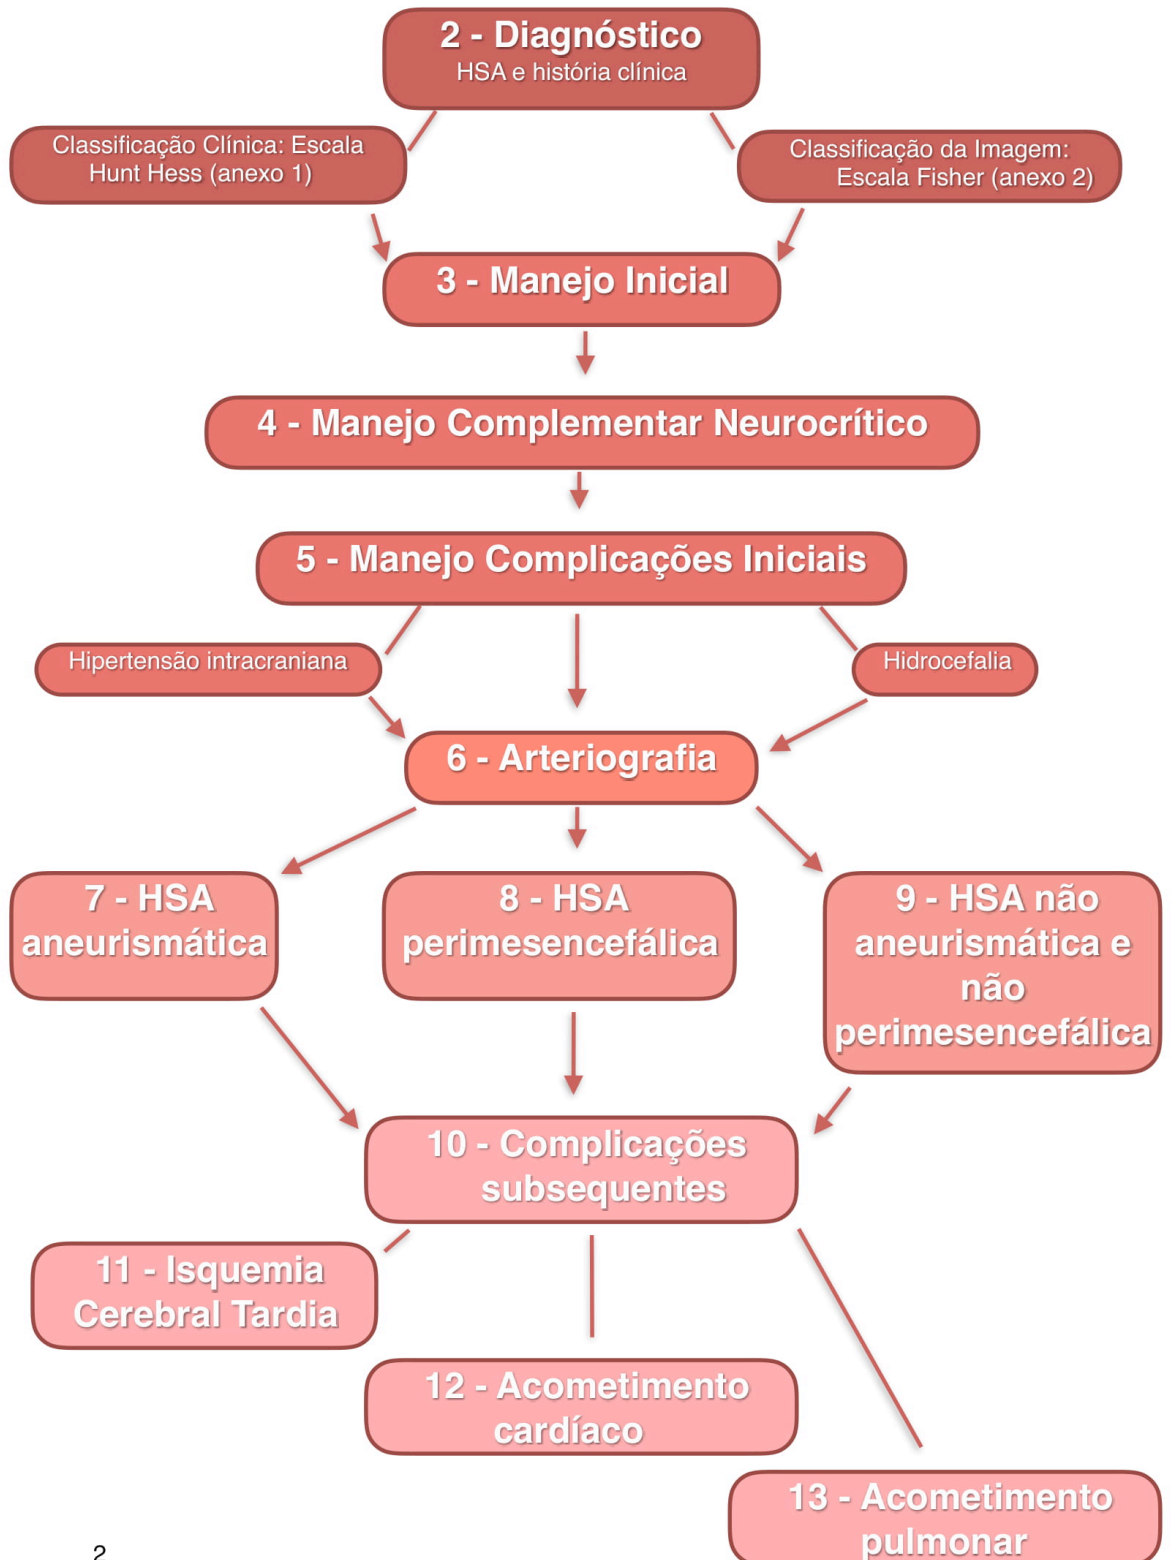 2 - Diagnóstico
HSA e história clínica
Classificação Clínica: Escala
Hunt Hess (anexo 1)
Classificação da Imagem:
Escala Fisher (anexo 2)
3 - Manejo Inicial
4 - Manejo Complementar Neurocrítico
5 - Manejo Complicações Iniciais
Hipertensão intracraniana
Hidrocefalia
6 - Arteriografia
7 - HSA
aneurismática
8 - HSA
perimesencefálica
9 - HSA não
aneurismática e
não
perimesencefálica
10 - Complicações
subsequentes
11 - Isquemia
Cerebral Tardia
12 - Acometimento
cardíaco
13 - Acometimento
pulmonar
2